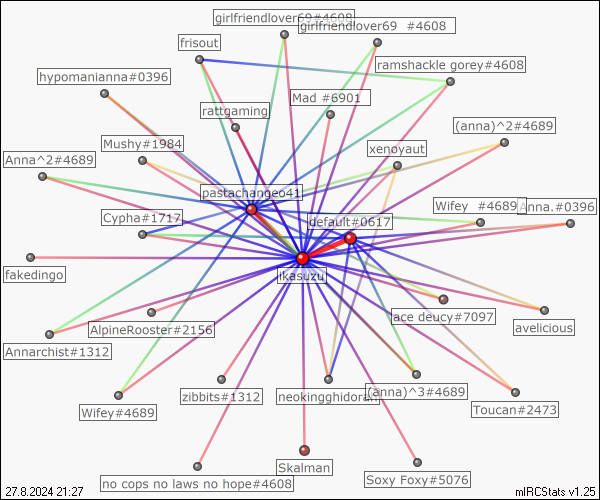 girlfriendlover69#4608
girlfriendlover69 #4608
frisout
ramshackle gorey#4608
hypomanianna#0396
Mad #6901
rattgaming
(anna)^2#4689
Mushy#1984
xenoyaut
Anna^2#4689
pastachange041
Wifey #4689
Anna.#0396
Cypha#1717
default#0617
fakedingo
ikasuzu
ace deucy#7097
avelicious
AlpineRooster#2156
Annarchist#1312
zibbits#1312
neokingghidorah
(anna)^3#4689
Wifey#4689
Toucan#2473
Skalman
no cops no laws no hope#4608
Soxy Foxy#5076
27.8.2024 21:27
mIRCStats v1.25